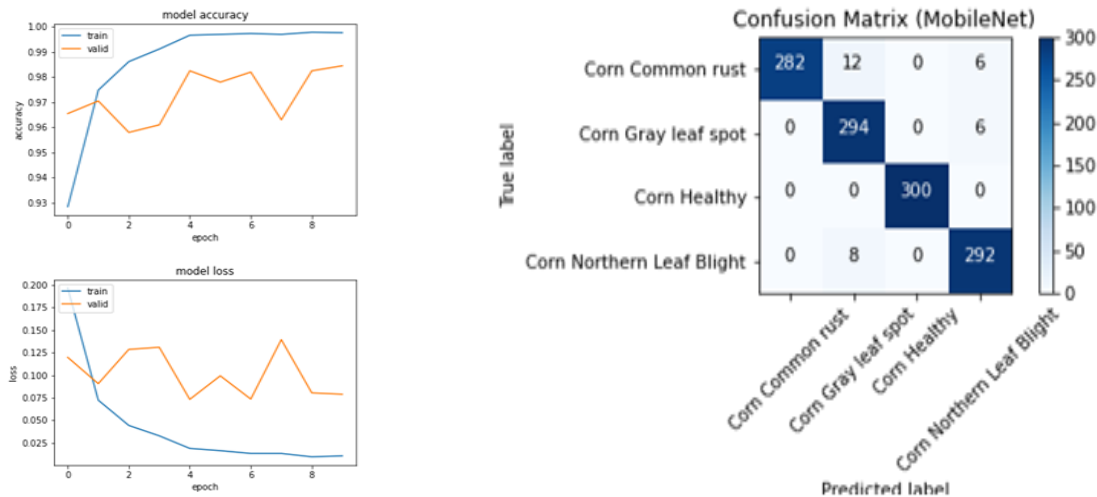 model accuracy
train
valid
1.00
0.99
0.98
0.97
0.96
0.95
0.94
0.93
accuracy
0 2 4 6 8
epoch
model loss
train
valid
0.200
0.175
0.150
0.125
0.100
0.075
0.050
0.025
loss
0 2 4 6 8
epoch
Confusion Matrix (MobileNet)
True label
Corn Common rust 282 12 0 6
Corn Gray leaf spot 0 294 0 6
Corn Healthy 0 0 300 0
Corn Northern Leaf Blight 0 8 0 292
Corn Common rust
Corn Gray leaf spot
Corn Healthy
Corn Northern Leaf Blight
Predicted label
300
250
200
150
100
50
0